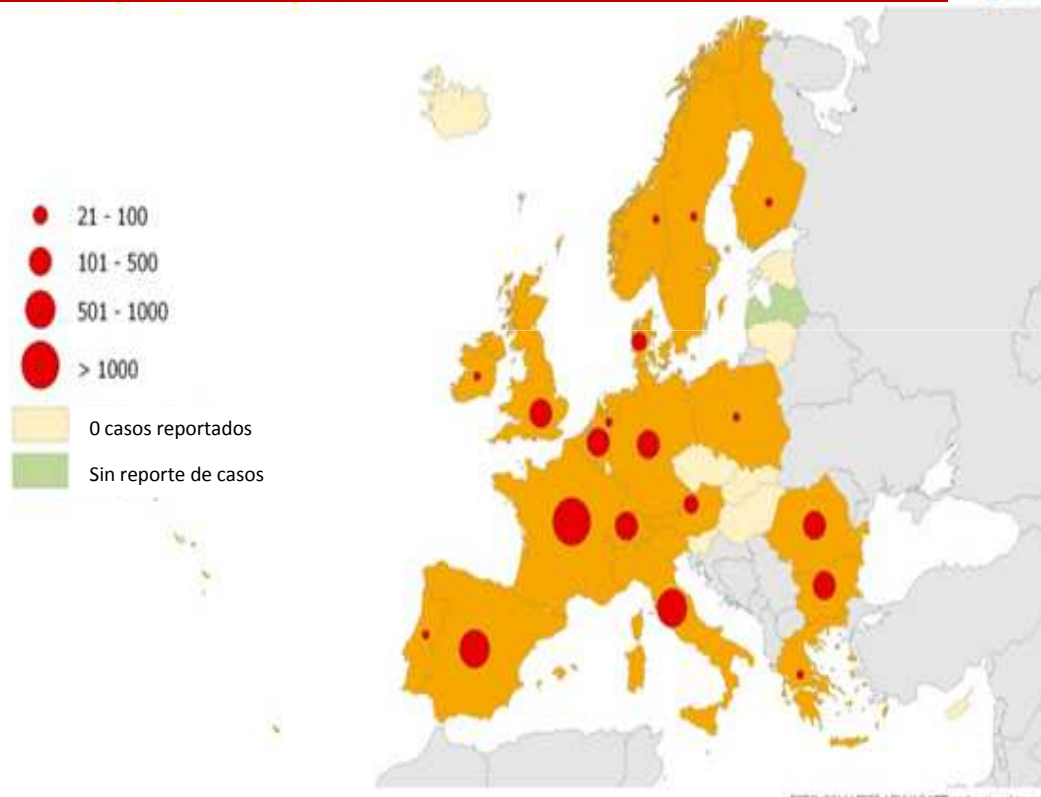 21 - 100
101 - 500
501 - 1000
> 1000
0 casos reportados
Sin reporte de casos